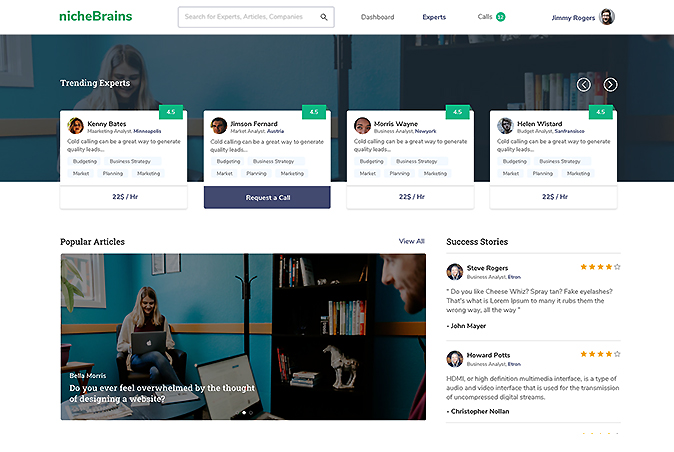 nicheBrains
Search for Experts, Articles, Companies
Dashboard
Experts
Calls 12
Jimmy Rogers
Trending Experts
4.5
Kenny Bates
Maarketing Analyst. Minneapolis
Cold calling can be a great way to generate
quality leads...
Budgeting Business Strategy
Market Planning Marketing
22$ / Hr
4.5
Jimson Fernard
Market Analyst. Austria
Cold calling can be a great way to generate
quality leads...
Budgeting Business Strategy
Market Planning Marketing
Request a Call
4.5
Morris Wayne
Business Analyst. Newyork
Cold calling can be a great way to generate
quality leads...
Budgeting Business Strategy
Market Planning Marketing
22$ / Hr
4.5
Helen Wistard
Budget Analyst. Sanfransisco
Cold calling can be a great way to generate
quality leads...
Budgeting Business Strategy
Market Planning Marketing
22$ / Hr
Popular Articles
View All
Bella Morris
Do you ever feel overwhelmed by the thought
of designing a website?
Success Stories
Steve Rogers
Business Analyst, Etron
" Do you like Cheese Whiz? Spray tan? Fake eyelashes?
That's what is Lorem Ipsum to many it rubs them the
wrong way, all the way "
- John Mayer
Howard Potts
Business Analyst, Etron
HDMI, or high definition multimedia interface, is a type of
audio and video interface that is used for the transmission
of uncompressed digital streams.
- Christopher Nollan